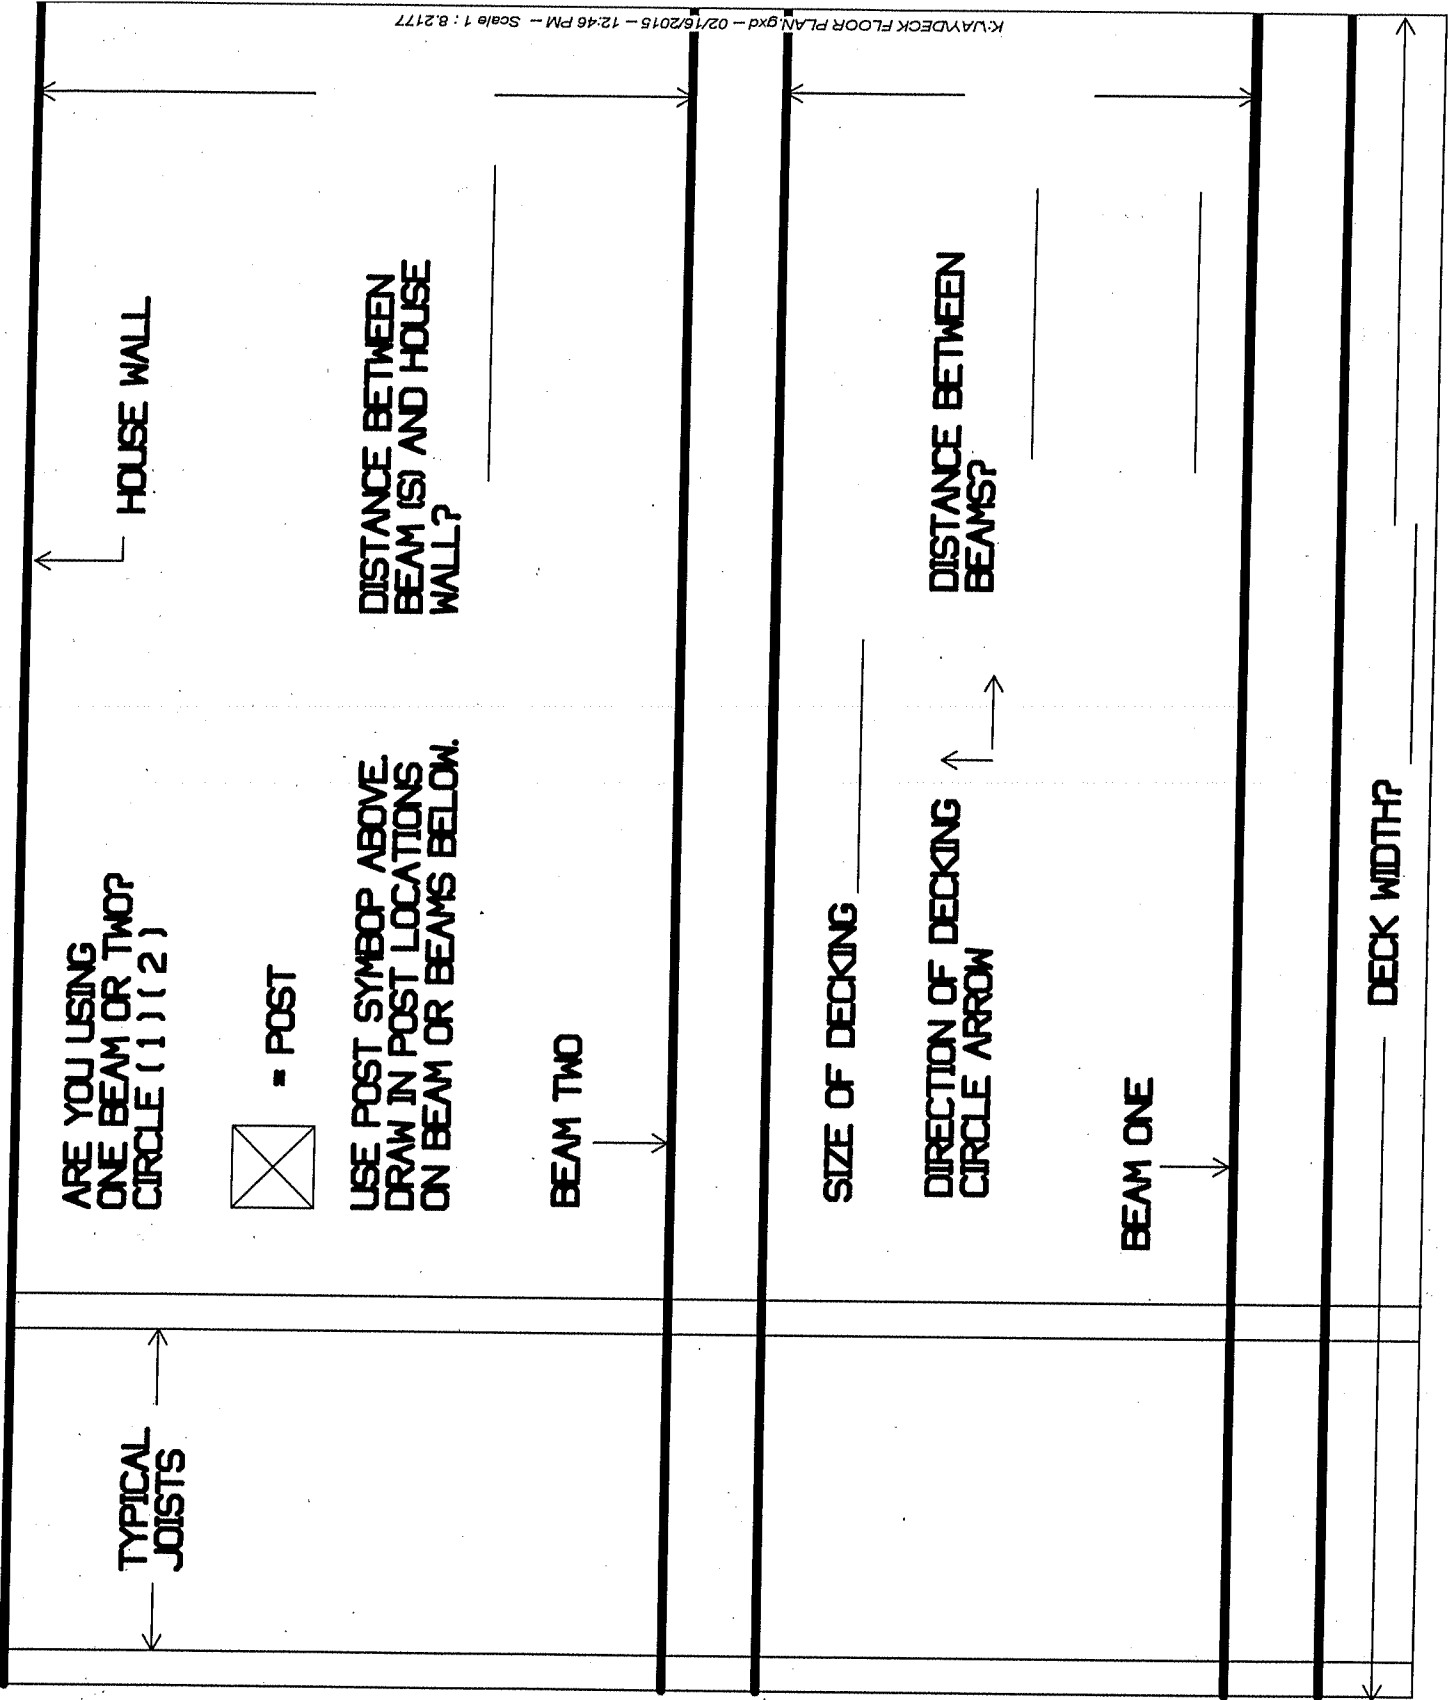 K:\JAY\DECK FLOOR PLAN.gxd -- 02/16/2015 -- 12:46 PM -- Scale 1 : 8.2177
HOUSE WALL
ARE YOU USING
ONE BEAM OR TWO?
CIRCLE ( 1 ) ( 2 )
TYPICAL
JOISTS
= POST
USE POST SYMBOP ABOVE.
DRAW IN POST LOCATIONS
ON BEAM OR BEAMS BELOW.
DISTANCE BETWEEN
BEAM (S) AND HOUSE
WALL?
BEAM TWO
SIZE OF DECKING
DIRECTION OF DECKING
CIRCLE ARROW
DISTANCE BETWEEN
BEAMS?
BEAM ONE
DECK WIDTH?